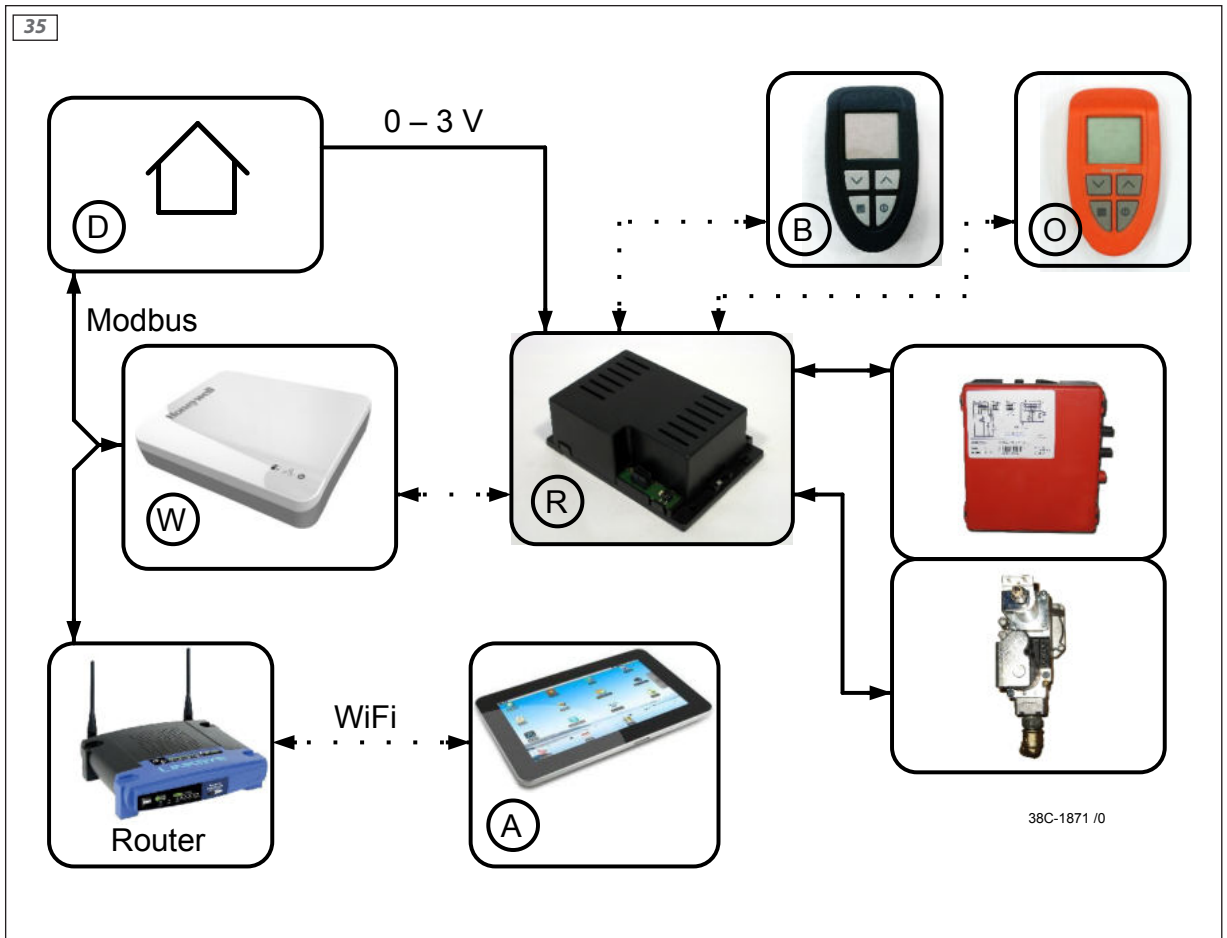 35
0 – 3 V
B
O
D
Modbus
Honeywell
W
R
WiFi
Router
A
38C-1871 /0